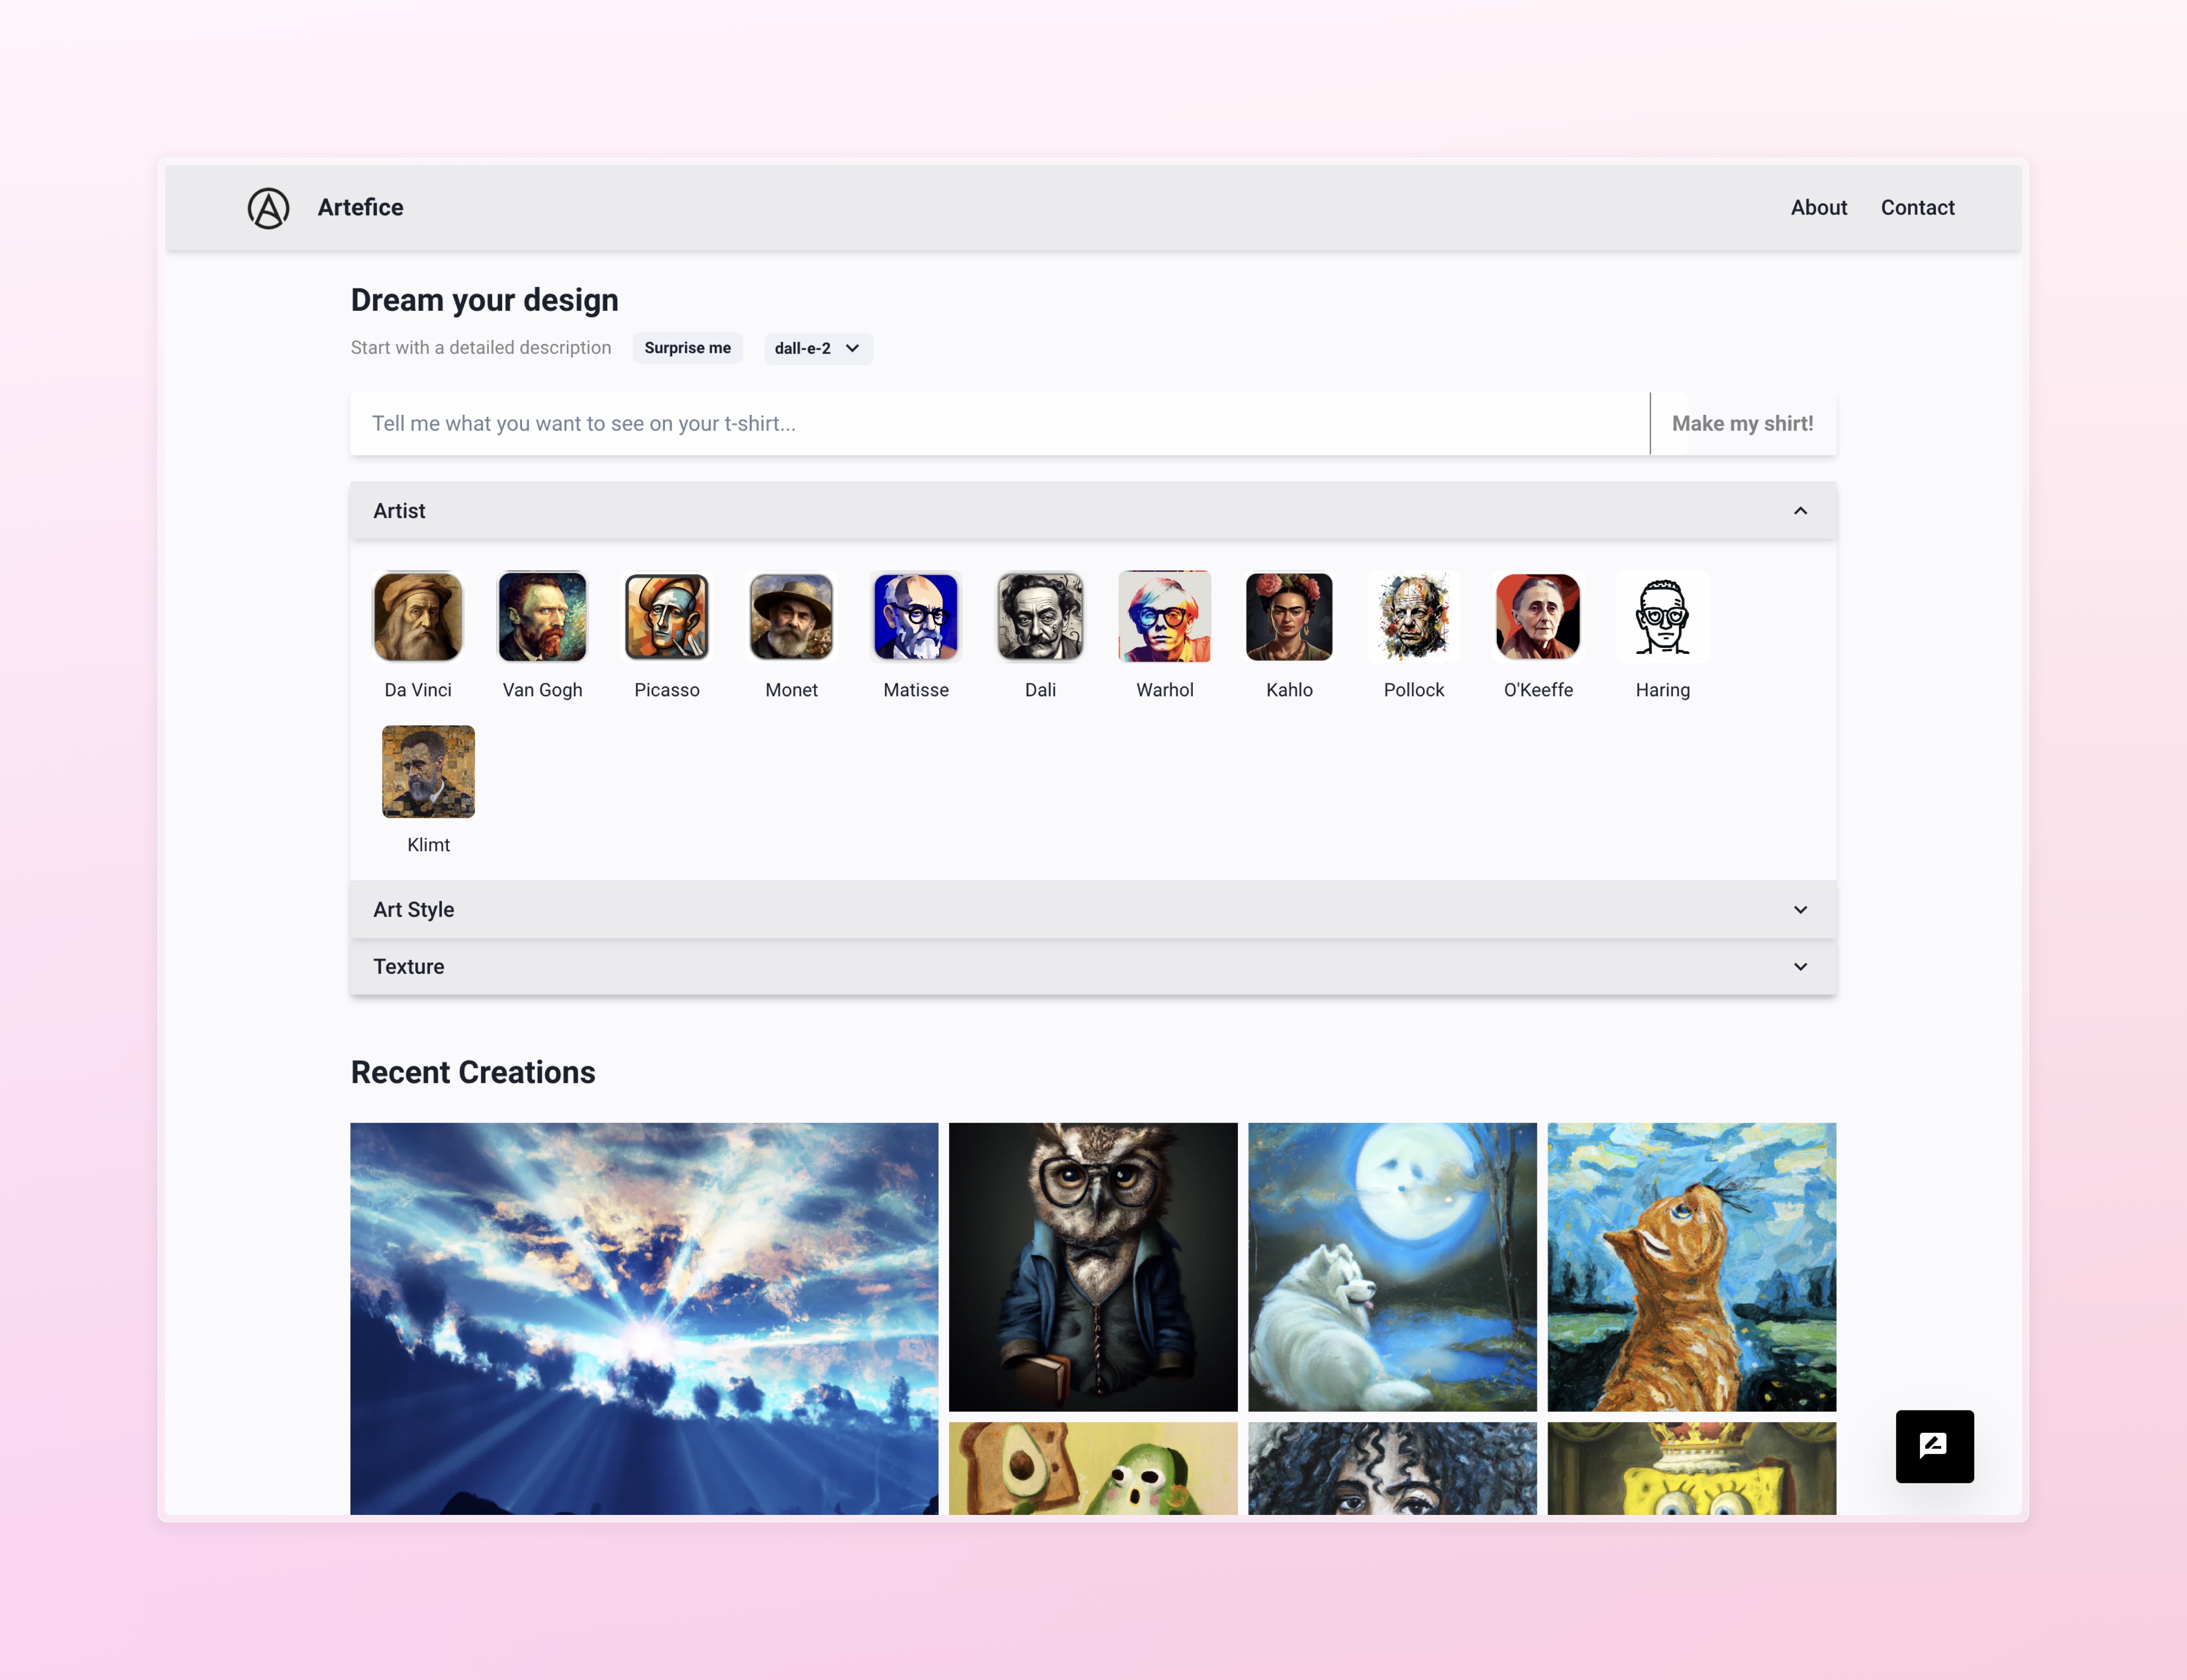 Artefice
About
Contact
Dream your design
Start with a detailed description
Surprise me
dall-e-2
Tell me what you want to see on your t-shirt...
Make my shirt!
Artist
Da Vinci
Van Gogh
Picasso
Monet
Matisse
Dali
Warhol
Kahlo
Pollock
O'Keeffe
Haring
Klimt
Art Style
Texture
Recent Creations